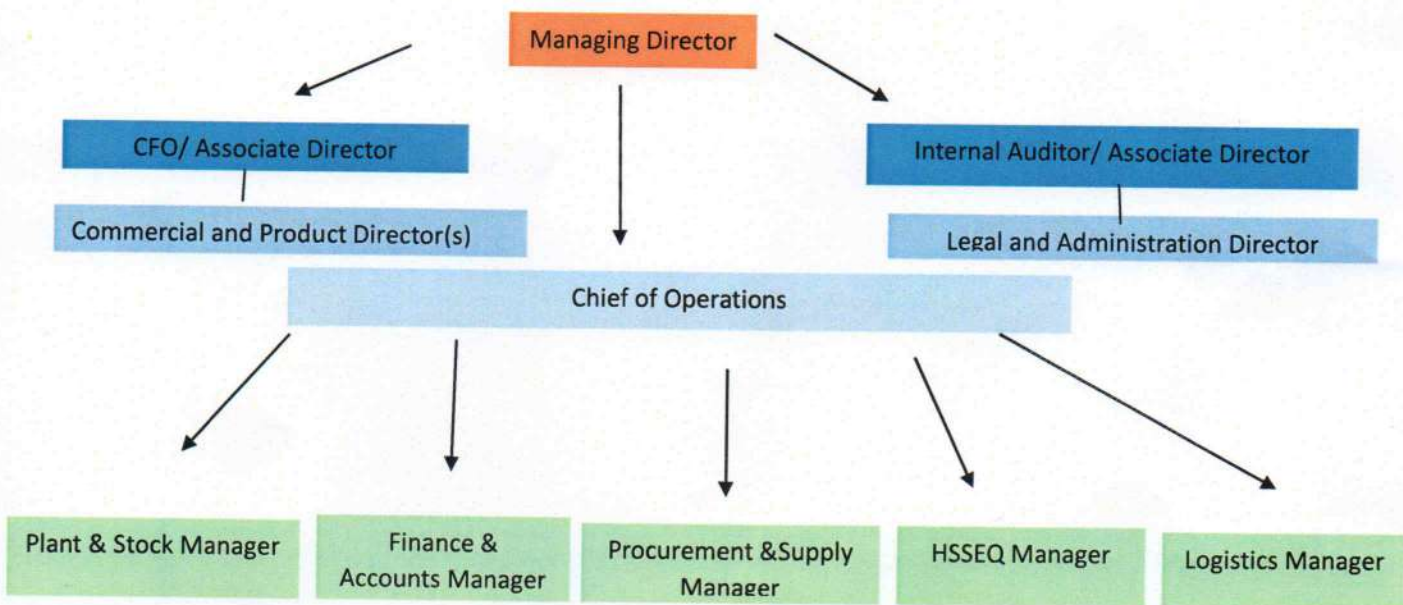 Managing Director
CFO/ Associate Director
Internal Auditor/ Associate Director
Commercial and Product Director(s)
Legal and Administration Director
Chief of Operations
Plant & Stock Manager
Finance &
Accounts Manager
Procurement &Supply
Manager
HSSEQ Manager
Logistics Manager